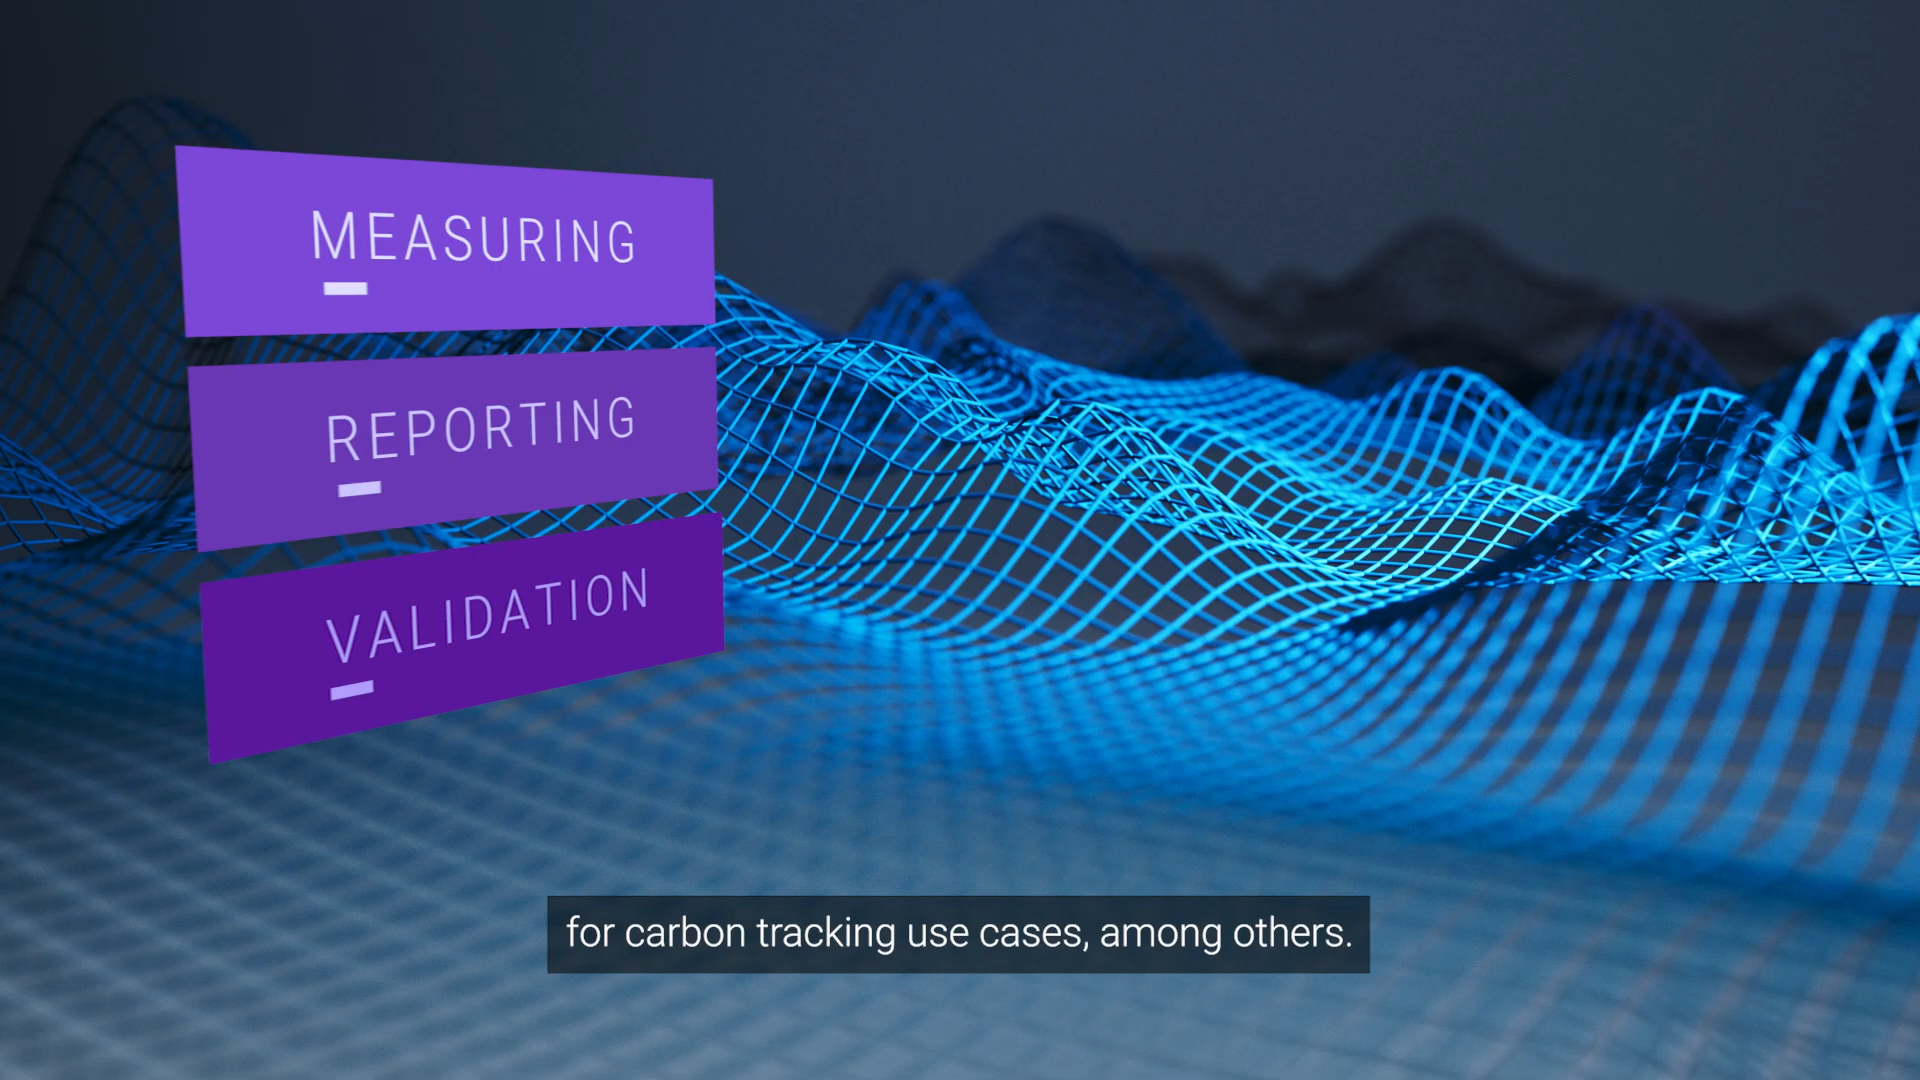 MEASURING
REPORTING
VALIDATION
for carbon tracking use cases, among others.